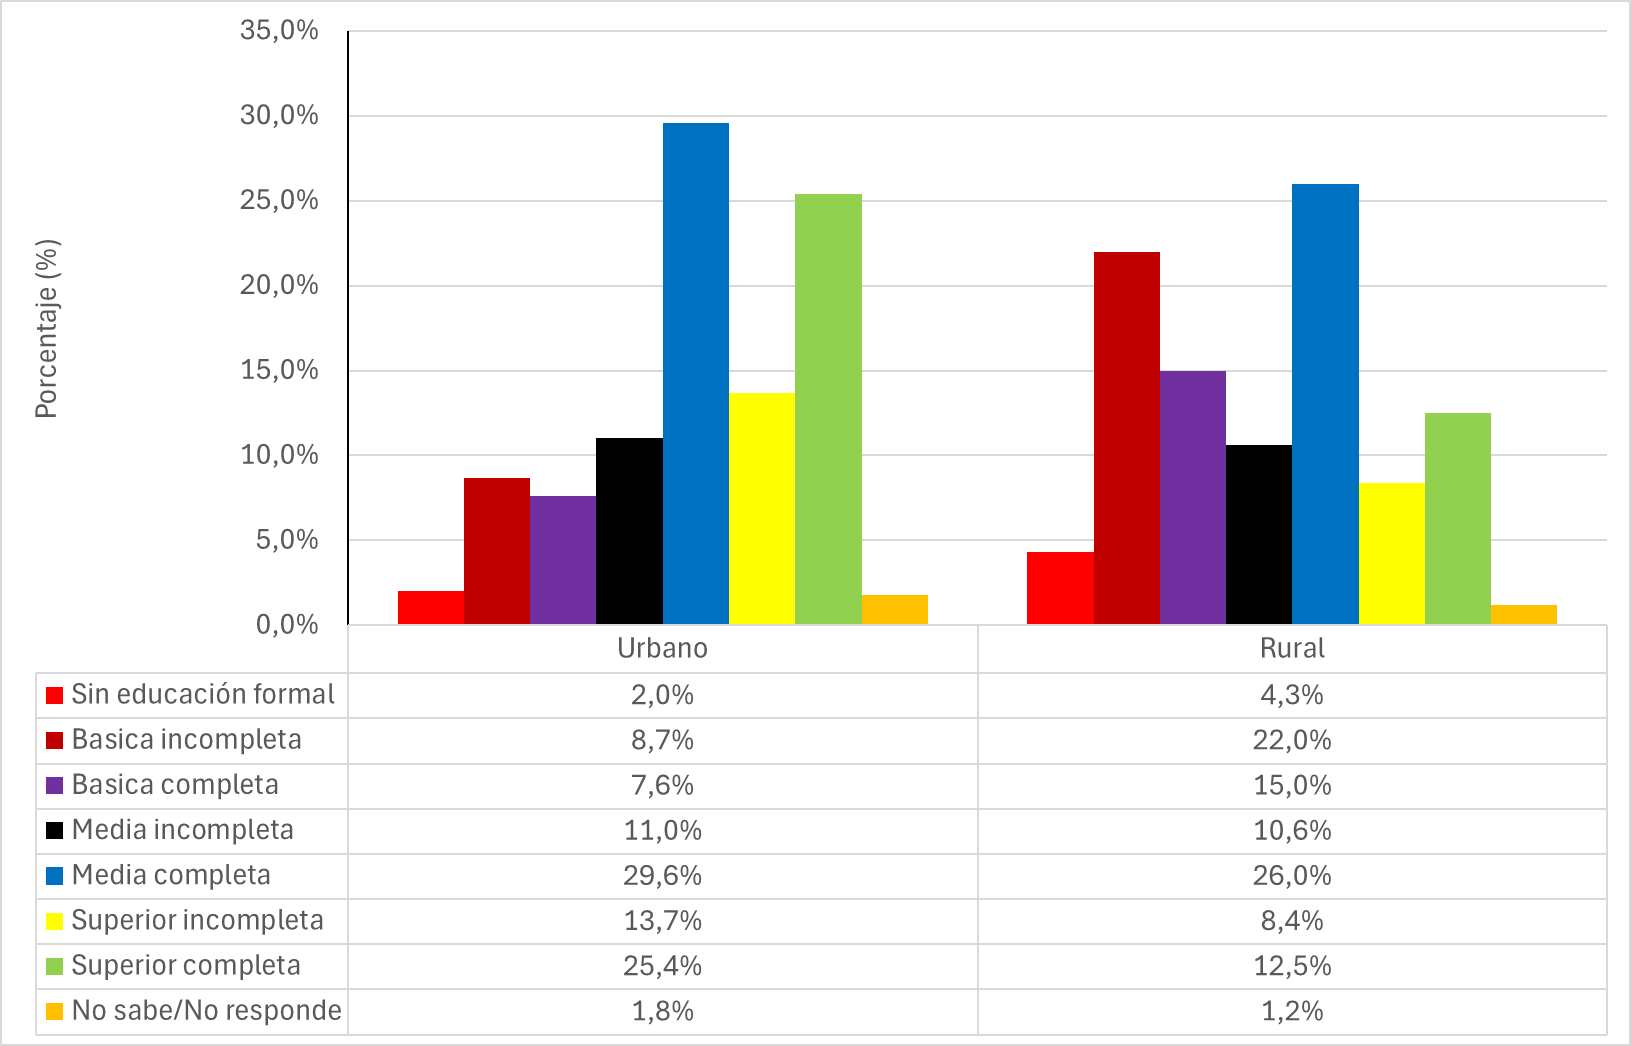 35,0%
30,0%
25,0%
20,0%
15,0%
10,0%
5,0%
0,0%
Porcentaje (%)
Urbano Rural
Sin educación formal 2,0% 4,3%
Basica incompleta 8,7% 22,0%
Basica completa 7,6% 15,0%
Media incompleta 11,0% 10,6%
Media completa 29,6% 26,0%
Superior incompleta 13,7% 8,4%
Superior completa 25,4% 12,5%
No sabe/No responde 1,8% 1,2%